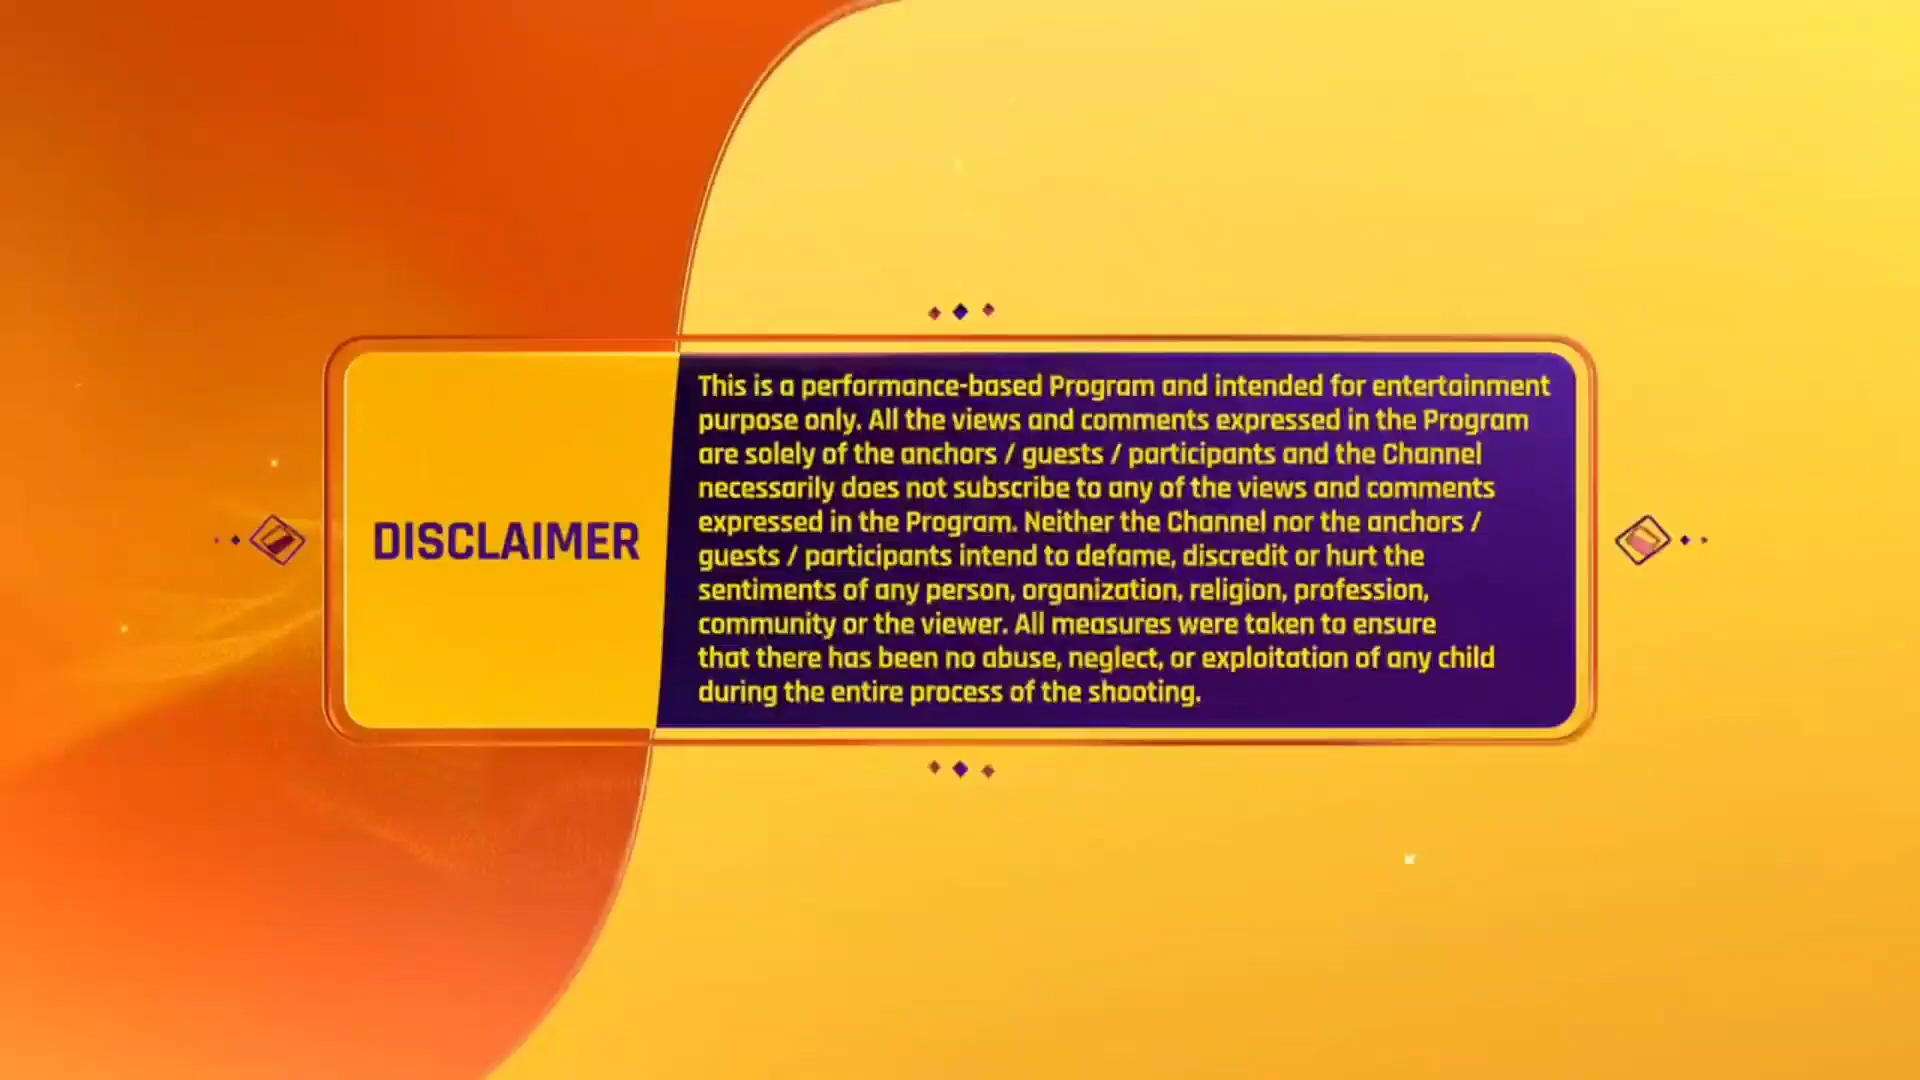 DISCLAIMER
This is a performance-based Program and intended for entertainment
purpose only. All the views and comments expressed in the Program
are solely of the anchors / guests / participants and the Channel
necessarily does not subscribe to any of the views and comments
expressed in the Program. Neither the Channel nor the anchors /
guests / participants intend to defame, discredit or hurt the
sentiments of any person, organization, religion, profession,
community or the viewer. All measures were taken to ensure
that there has been no abuse, neglect, or exploitation of any child
during the entire process of the shooting.